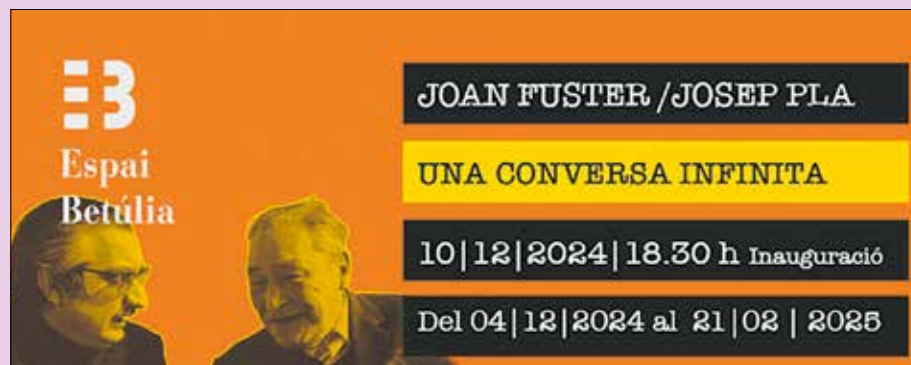 EB
Espai
Betúlia
JOAN FUSTER /JOSEP PLA
UNA CONVERSA INFINITA
10|12|2024|18.30 h Inauguració
Del 04|12|2024 al 21|02 | 2025